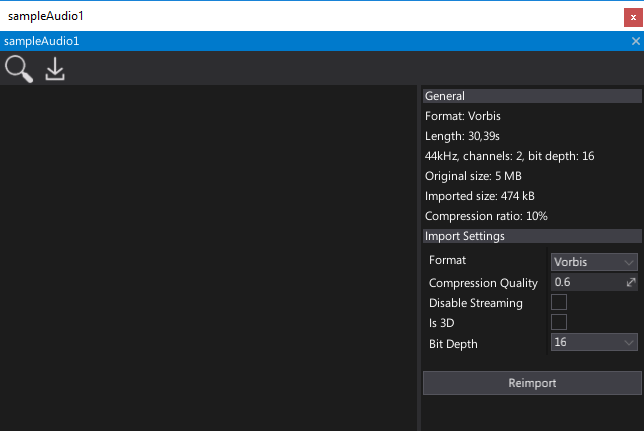 sampleAudio1
sampleAudio1
General
Format: Vorbis
Length: 30,39s
44kHz, channels: 2, bit depth: 16
Original size: 5 MB
Imported size: 474 kB
Compression ratio: 10%
Import Settings
Format Vorbis
Compression Quality 0.6
Disable Streaming
Is 3D
Bit Depth 16
Reimport